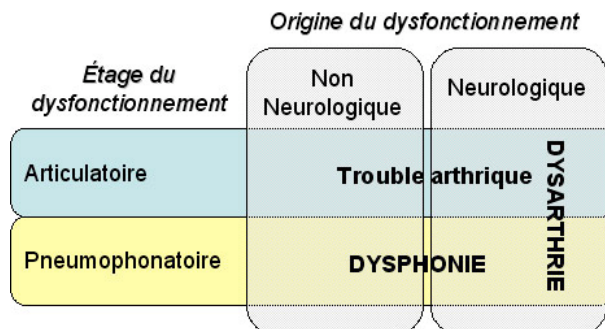 Origine du dysfonctionnement
Étage du
dysfonctionnement
Non
Neurologique
Neurologique
Articulatoire
Trouble arthrique
DYSARTHRIE
Pneumophonatoire
DYSPHONIE